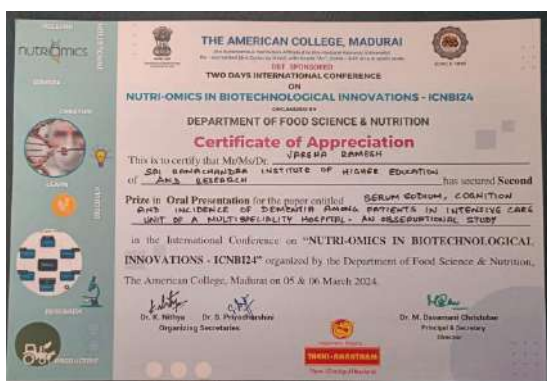 nutriomics
THE AMERICAN COLLEGE, MADURAI
DBT SPONSORED
TWO DAYS INTERNATIONAL CONFERENCE
ON
NUTRI-OMICS IN BIOTECHNOLOGICAL INNOVATIONS - ICNBI24
ORGANIZED BY
DEPARTMENT OF FOOD SCIENCE & NUTRITION
Certificate of Appreciation
This is to certify that Mr/Ms/Dr. VARSHA RAMESH
of SRI RAMACHANDRA INSTITUTE OF HIGHER EDUCATION
AND RESEARCH has secured Second
Prize in Oral Presentation for the paper entitled SERUM SODIUM, COGNITION
AND INCIDENCE OF DEMENTIA AMONG PATIENTS IN INTENSIVE CARE
UNIT OF A MULTISPECIALITY HOSPITAL - AN OBSERVATIONAL STUDY
in the International Conference on "NUTRI-OMICS IN BIOTECHNOLOGICAL
INNOVATIONS - ICNBI24" organized by the Department of Food Science & Nutrition,
The American College, Madurai on 05 & 06 March 2024.
Dr. K. Nithya Dr. S. Priyadharshini
Organizing Secretaries
Dr. M. Davamani Christober
Principal & Secretary
Director